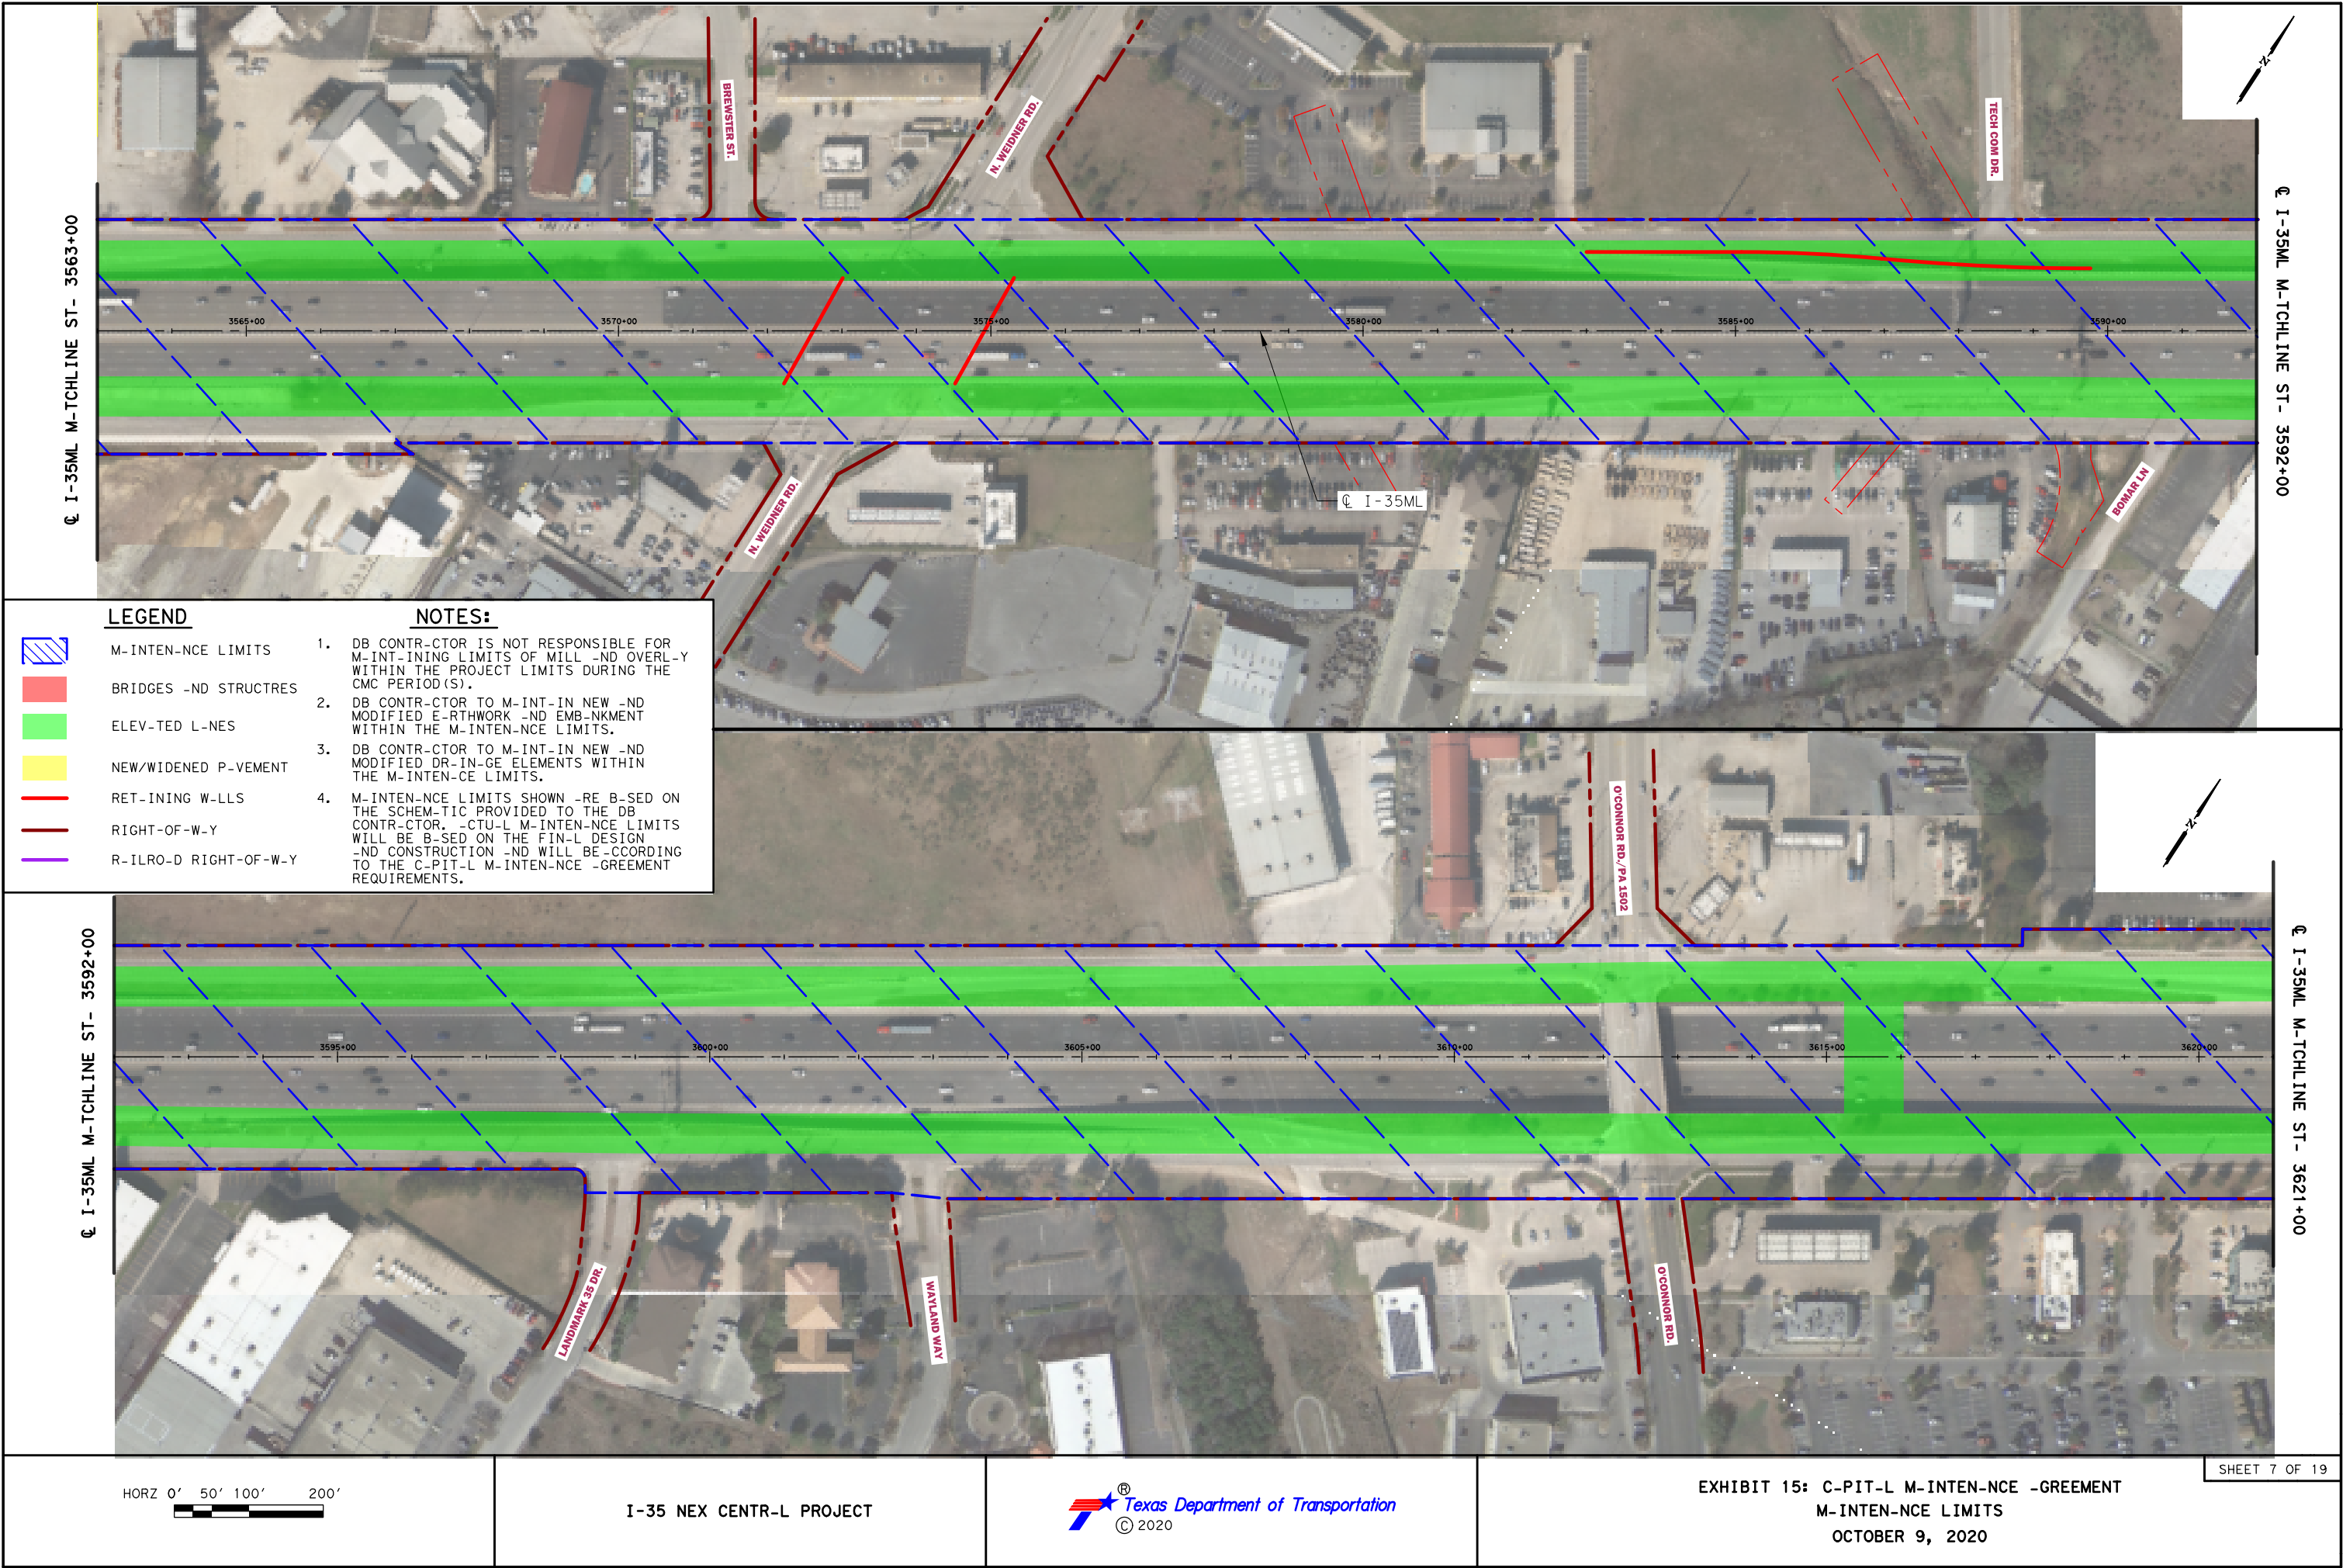 BREWSTER ST.
N. WEIDNER RD.
TECH COM DR.
N
℄ I-35ML M-TCHLINE ST- 3563+00
3565+00
3570+00
3575+00
3580+00
3585+00
3590+00
℄ I-35ML M-TCHLINE ST- 3592+00
℄ I-35ML
N. WEIDNER RD.
BOMAR LN
LEGEND
M-INTEN-NCE LIMITS
BRIDGES -ND STRUCTRES
ELEV-TED L-NES
NEW/WIDENED P-VEMENT
RET-INING W-LLS
RIGHT-OF-W-Y
R-ILRO-D RIGHT-OF-W-Y
NOTES:
1. DB CONTR-CTOR IS NOT RESPONSIBLE FOR
M-INT-INING LIMITS OF MILL -ND OVERL-Y
WITHIN THE PROJECT LIMITS DURING THE
CMC PERIOD(S).
2. DB CONTR-CTOR TO M-INT-IN NEW -ND
MODIFIED E-RTHWORK -ND EMB-NKMENT
WITHIN THE M-INTEN-NCE LIMITS.
3. DB CONTR-CTOR TO M-INT-IN NEW -ND
MODIFIED DR-IN-GE ELEMENTS WITHIN
THE M-INTEN-CE LIMITS.
4. M-INTEN-NCE LIMITS SHOWN -RE B-SED ON
THE SCHEM-TIC PROVIDED TO THE DB
CONTR-CTOR. -CTU-L M-INTEN-NCE LIMITS
WILL BE B-SED ON THE FIN-L DESIGN
-ND CONSTRUCTION -ND WILL BE-CCORDING
TO THE C-PIT-L M-INTEN-NCE -GREEMENT
REQUIREMENTS.
O'CONNOR RD./PA 1502
N
℄ I-35ML M-TCHLINE ST- 3592+00
3595+00
3600+00
3605+00
3610+00
3615+00
3620+00
℄ I-35ML M-TCHLINE ST- 3621+00
LANDMARK 35 DR.
WAYLAND WAY
O'CONNOR RD.
HORZ 0' 50' 100' 200'
I-35 NEX CENTR-L PROJECT
®
Texas Department of Transportation
© 2020
EXHIBIT 15: C-PIT-L M-INTEN-NCE -GREEMENT
M-INTEN-NCE LIMITS
OCTOBER 9, 2020
SHEET 7 OF 19